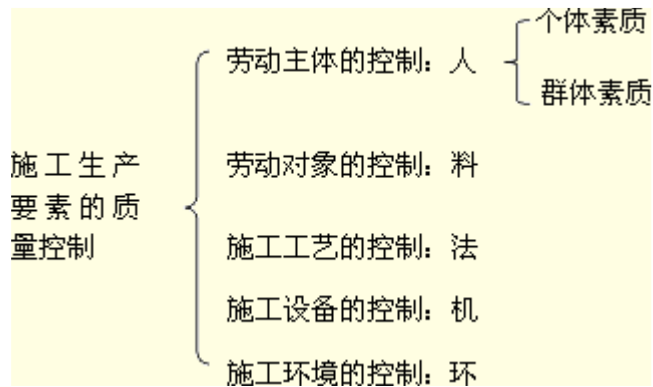 个体素质
劳动主体的控制：人
群体素质
劳动对象的控制：料
施工生产
要素的质
量控制
施工工艺的控制：法
施工设备的控制：机
施工环境的控制：环